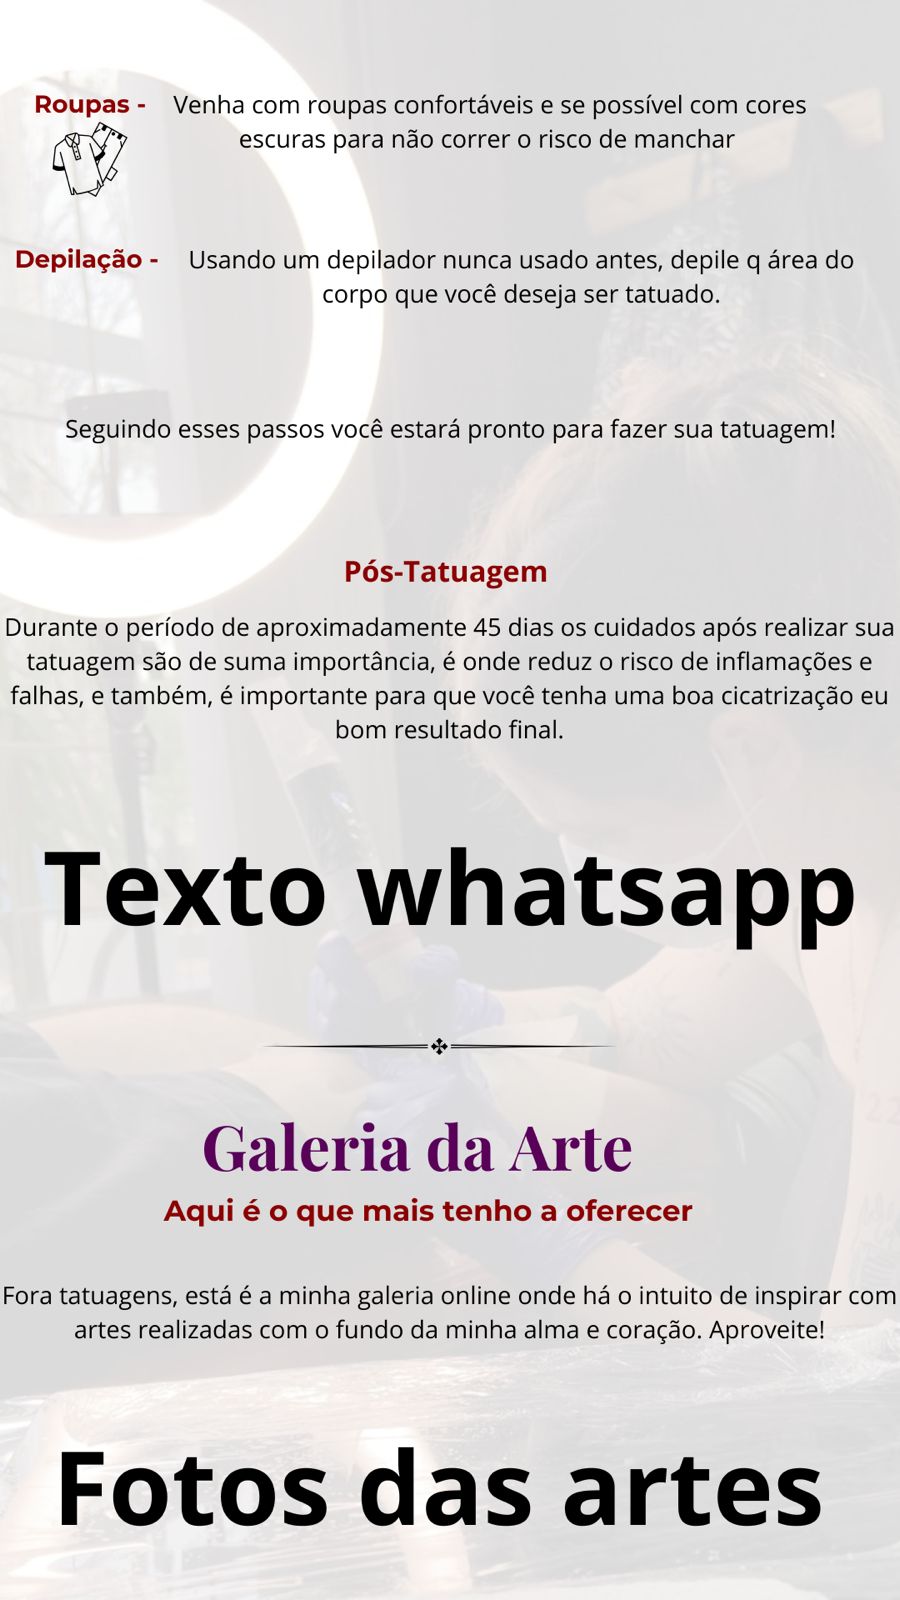 Roupas - Venha com roupas confortáveis e se possível com cores
escuras para não correr o risco de manchar
Depilação - Usando um depilador nunca usado antes, depile q área do
corpo que você deseja ser tatuado.
Seguindo esses passos você estará pronto para fazer sua tatuagem!
Pós-Tatuagem
Durante o período de aproximadamente 45 dias os cuidados após realizar sua
tatuagem são de suma importância, é onde reduz o risco de inflamações e
falhas, e também, é importante para que você tenha uma boa cicatrização eu
bom resultado final.
Texto whatsapp
Galeria da Arte
Aqui é o que mais tenho a oferecer
Fora tatuagens, está é a minha galeria online onde há o intuito de inspirar com
artes realizadas com o fundo da minha alma e coração. Aproveite!
Fotos das artes